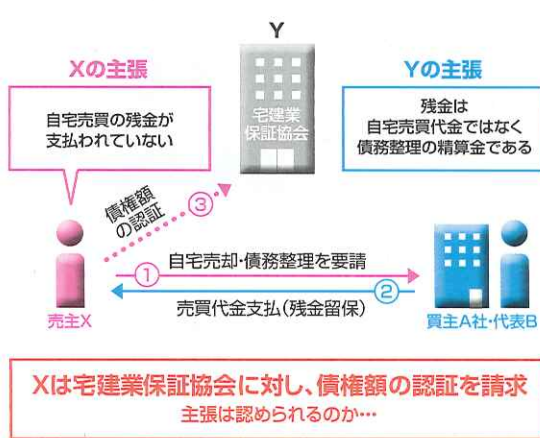 Y
Xの主張
Yの主張
自宅売買の残金が
支払われていない
宅建業
保証協会
残金は
自宅売買代金ではなく
債務整理の精算金である
債権額
の認証
③
①
自宅売却・債務整理を要請
②
売買代金支払(残金留保)
売主X
買主A社・代表B
Xは宅建業保証協会に対し、債権額の認証を請求
主張は認められるのか…